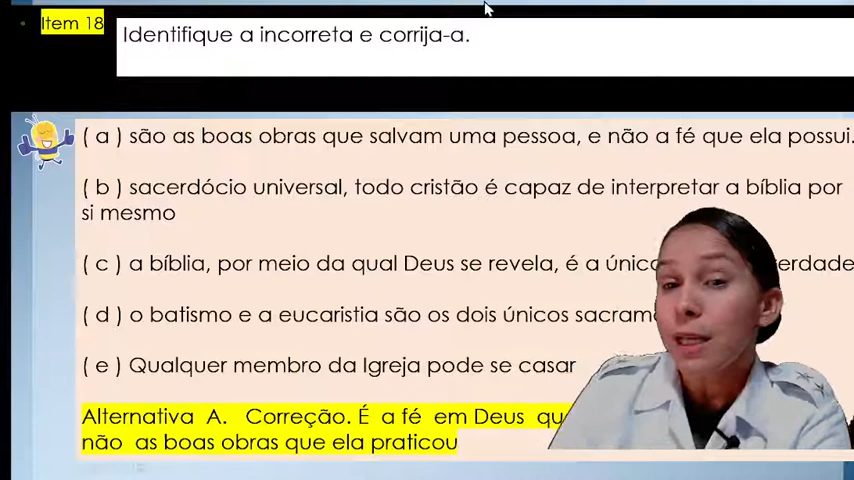 Item 18
Identifique a incorreta e corrija-a.
( a ) são as boas obras que salvam uma pessoa, e não a fé que ela possui.
( b ) sacerdócio universal, todo cristão é capaz de interpretar a bíblia por
si mesmo
( c ) a bíblia, por meio da qual Deus se revela, é a única
( d ) o batismo e a eucaristia são os dois únicos
( e ) Qualquer membro da Igreja pode se casar
Alternativa A. Correção. É a fé em Deus
não as boas obras que ela praticou